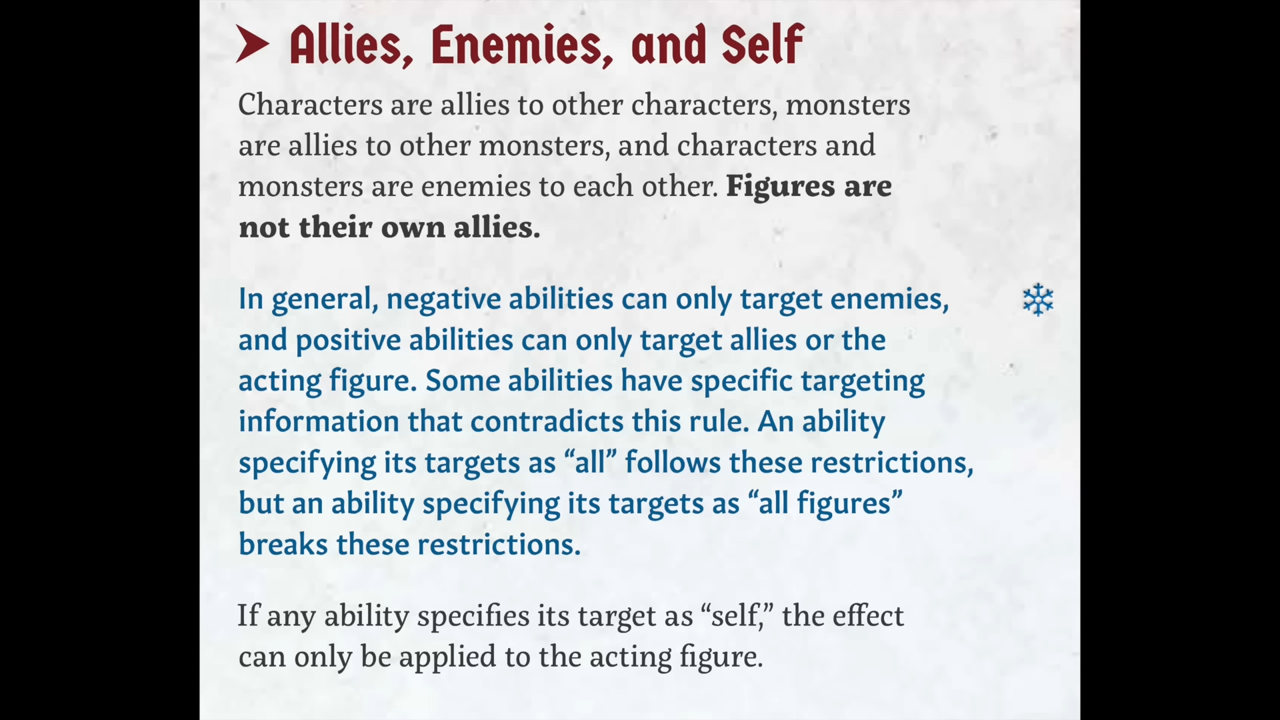 Allies, Enemies, and Self
Characters are allies to other characters, monsters
are allies to other monsters, and characters and
monsters are enemies to each other. Figures are
not their own allies.
In general, negative abilities can only target enemies,
and positive abilities can only target allies or the
acting figure. Some abilities have specific targeting
information that contradicts this rule. An ability
specifying its targets as “all” follows these restrictions,
but an ability specifying its targets as “all figures”
breaks these restrictions.
If any ability specifies its target as “self,” the effect
can only be applied to the acting figure.